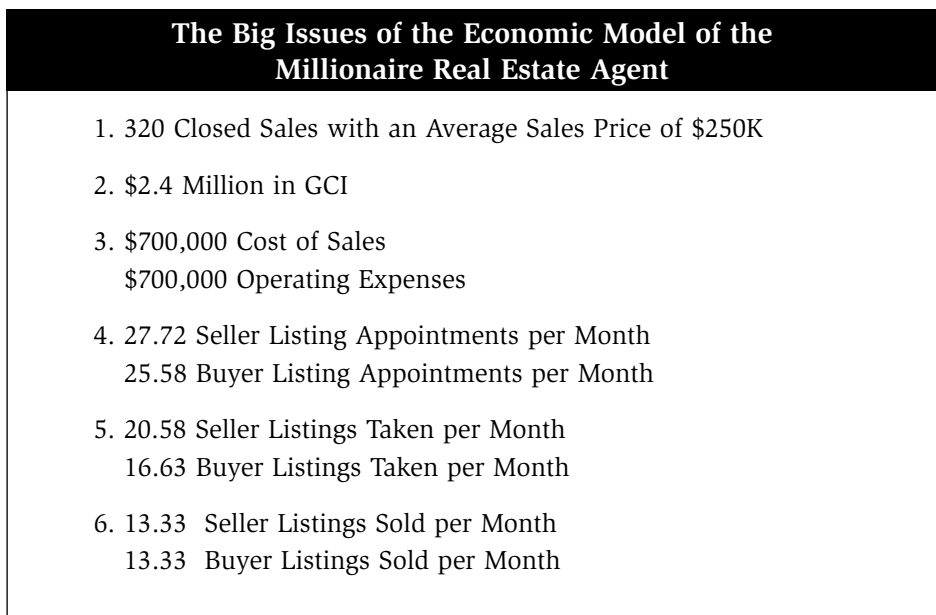 The Big Issues of the Economic Model of the
Millionaire Real Estate Agent
1. 320 Closed Sales with an Average Sales Price of $250K
2. $2.4 Million in GCI
3. $700,000 Cost of Sales
$700,000 Operating Expenses
4. 27.72 Seller Listing Appointments per Month
25.58 Buyer Listing Appointments per Month
5. 20.58 Seller Listings Taken per Month
16.63 Buyer Listings Taken per Month
6. 13.33 Seller Listings Sold per Month
13.33 Buyer Listings Sold per Month